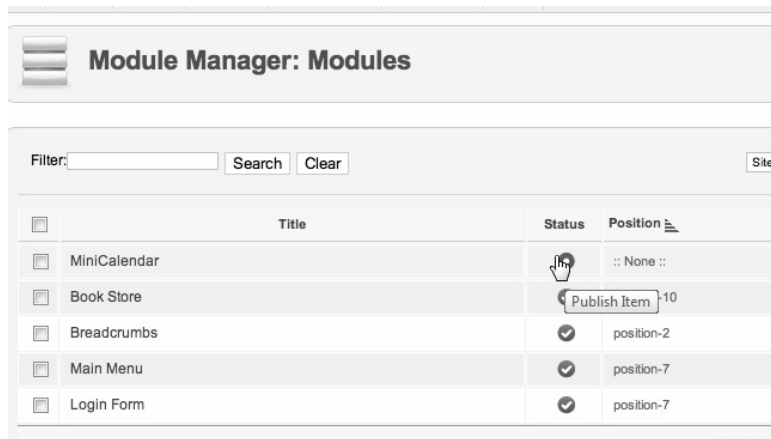 Module Manager: Modules
Filter: Search Clear Site
Title Status Position
MiniCalendar :: None ::
Book Store -10
Publish Item
Breadcrumbs position-2
Main Menu position-7
Login Form position-7